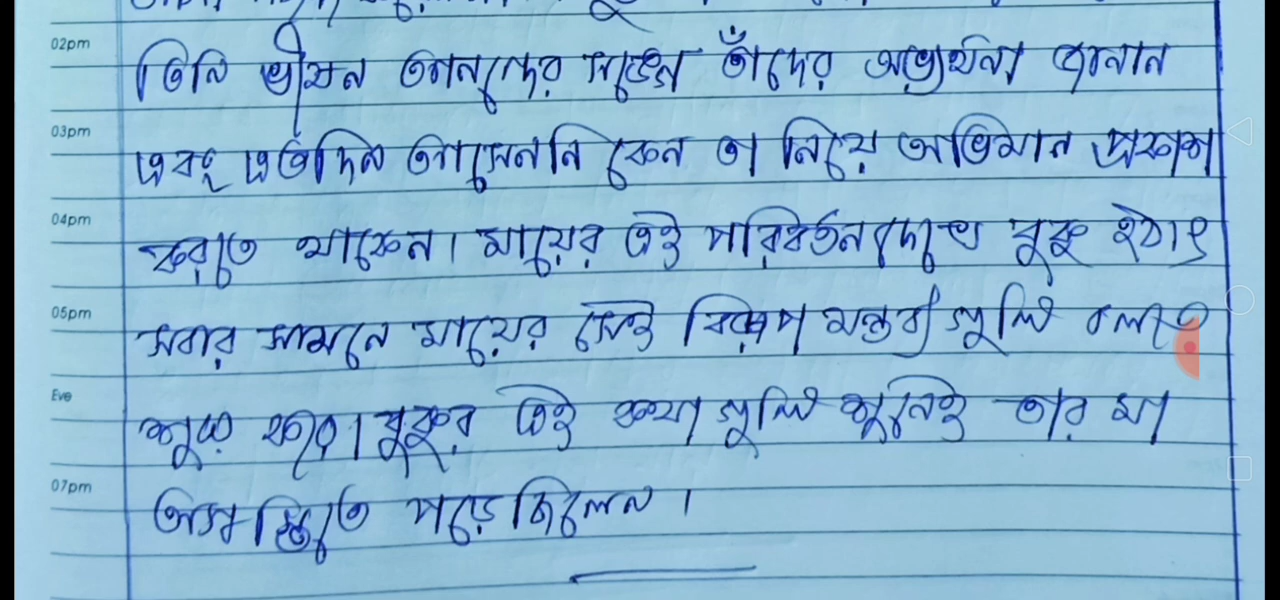 02pm তিনি ভীষন আনন্দের সঙ্গে তাঁদের অভ্যর্থনা জানান
03pm এবং এতদিন আসেননি কেন তা নিয়ে অভিমান প্রকাশ
04pm করতে থাকেন। মায়ের এই পরিবর্তন দেখে বুকু হঠাৎ
05pm সবার সামনে মায়ের সেই বিরূপ মন্তব্য গুলি বলতে
Eve শুরু করে। বুকুর এই কথা গুলি শুনেই তার মা
07pm অস্বস্তিতে পড়েছিলেন।